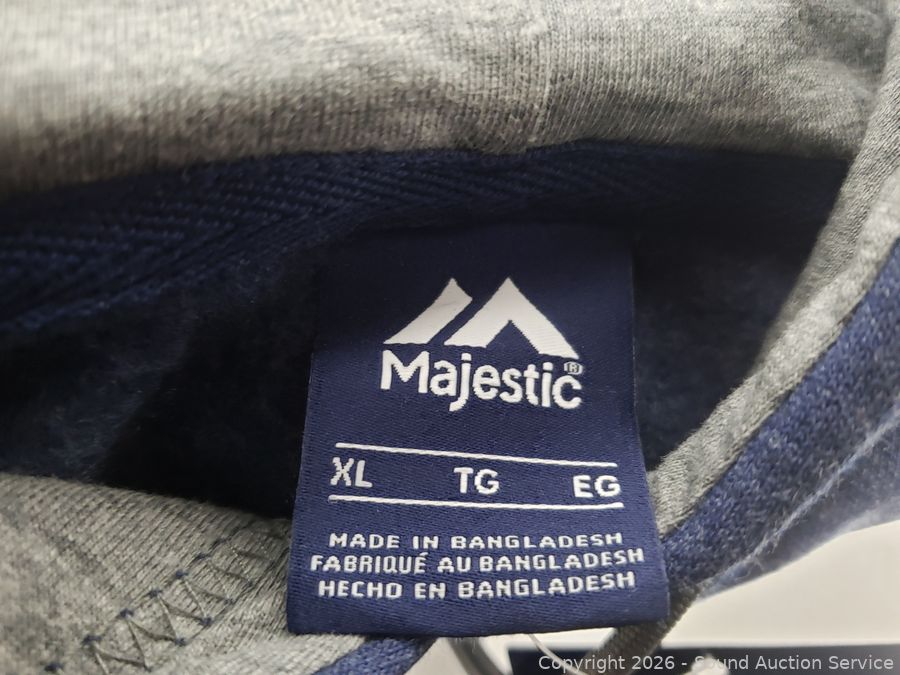 Majestic®
XL TG EG
MADE IN BANGLADESH
FABRIQUÉ AU BANGLADESH
HECHO EN BANGLADESH
Copyright 2026 - Sound Auction Service